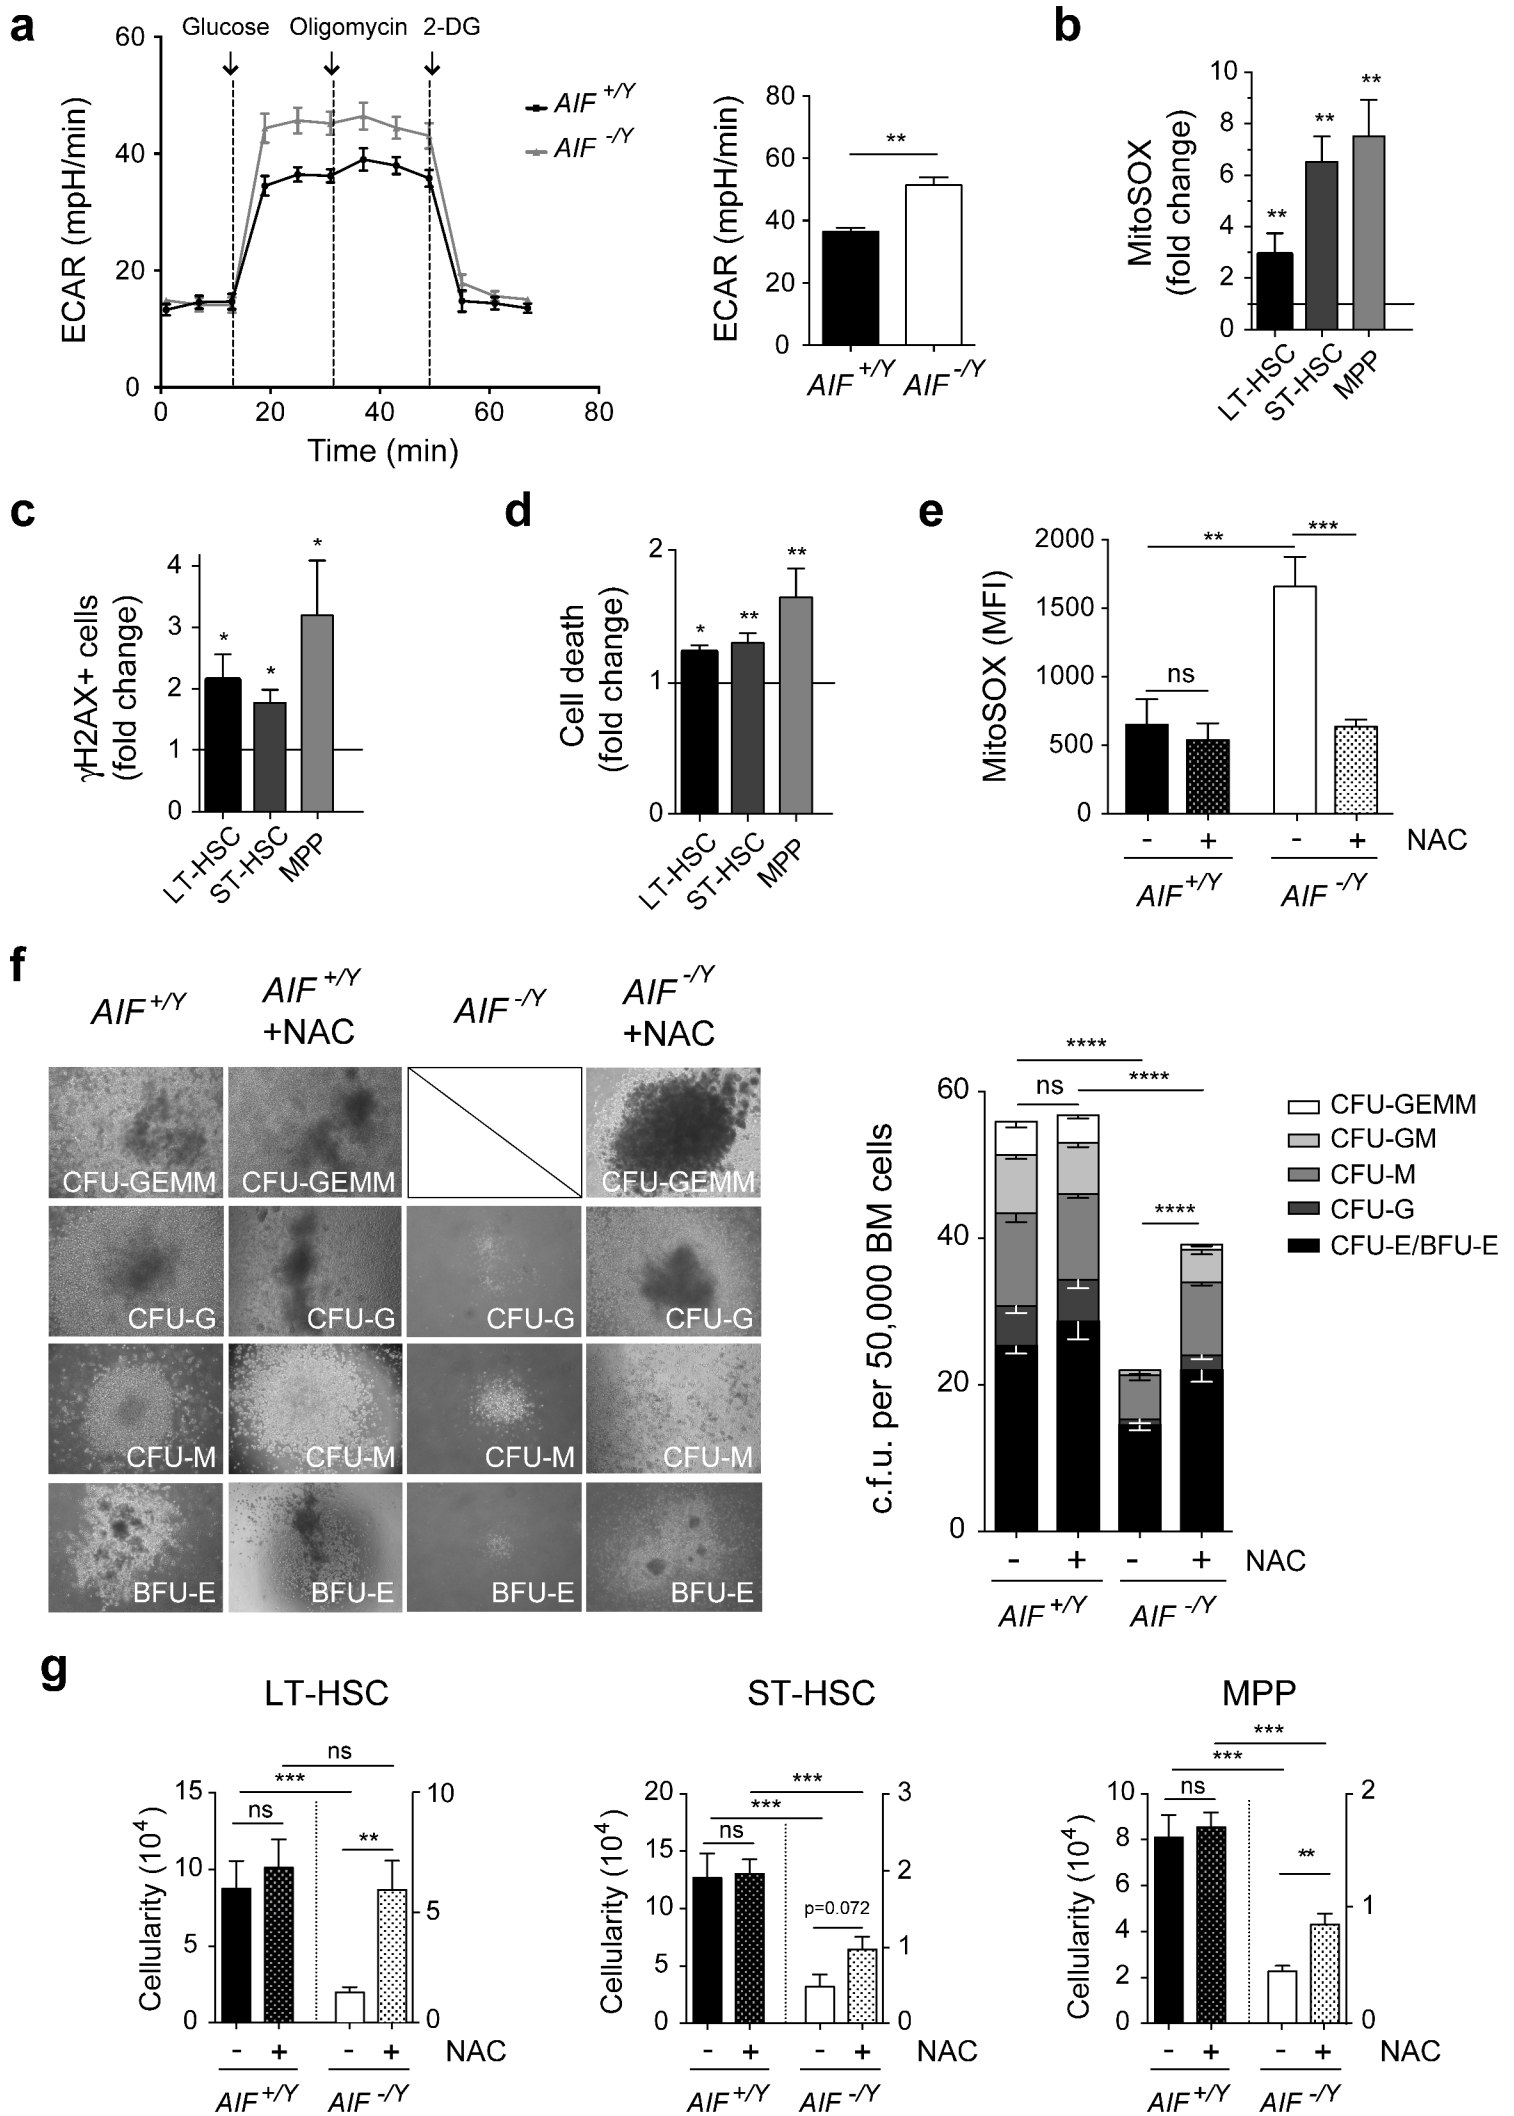 a
Glucose Oligomycin 2-DG
60
40
20
0
0 20 40 60 80
ECAR (mpH/min)
Time (min)
AIF +/Y
AIF -/Y
80
60
40
20
0
ECAR (mpH/min)
**
AIF +/Y AIF -/Y
b
10
8
6
4
2
0
MitoSOX
(fold change)
** ** **
LT-HSC ST-HSC MPP
c
4
3
2
1
0
γH2AX+ cells
(fold change)
* * *
LT-HSC ST-HSC MPP
d
2
1
0
Cell death
(fold change)
* ** **
LT-HSC ST-HSC MPP
e
2000
1500
1000
500
0
MitoSOX (MFI)
** ***
ns
- + - + NAC
AIF +/Y AIF -/Y
f
AIF +/Y AIF +/Y +NAC AIF -/Y AIF -/Y +NAC
CFU-GEMM CFU-GEMM CFU-GEMM
CFU-G CFU-G CFU-G CFU-G
CFU-M CFU-M CFU-M CFU-M
BFU-E BFU-E BFU-E BFU-E
60
40
20
0
c.f.u. per 50,000 BM cells
****
ns ****
****
CFU-GEMM
CFU-GM
CFU-M
CFU-G
CFU-E/BFU-E
- + - + NAC
AIF +/Y AIF -/Y
g
LT-HSC
15
10
5
0
Cellularity (10⁴)
ns
***
ns
**
10
5
0
- + - + NAC
AIF +/Y AIF -/Y
ST-HSC
20
15
10
5
0
Cellularity (10⁴)
***
***
ns
p=0.072
3
2
1
0
- + - + NAC
AIF +/Y AIF -/Y
MPP
10
8
6
4
2
0
Cellularity (10⁴)
***
***
ns
**
2
1
0
- + - + NAC
AIF +/Y AIF -/Y